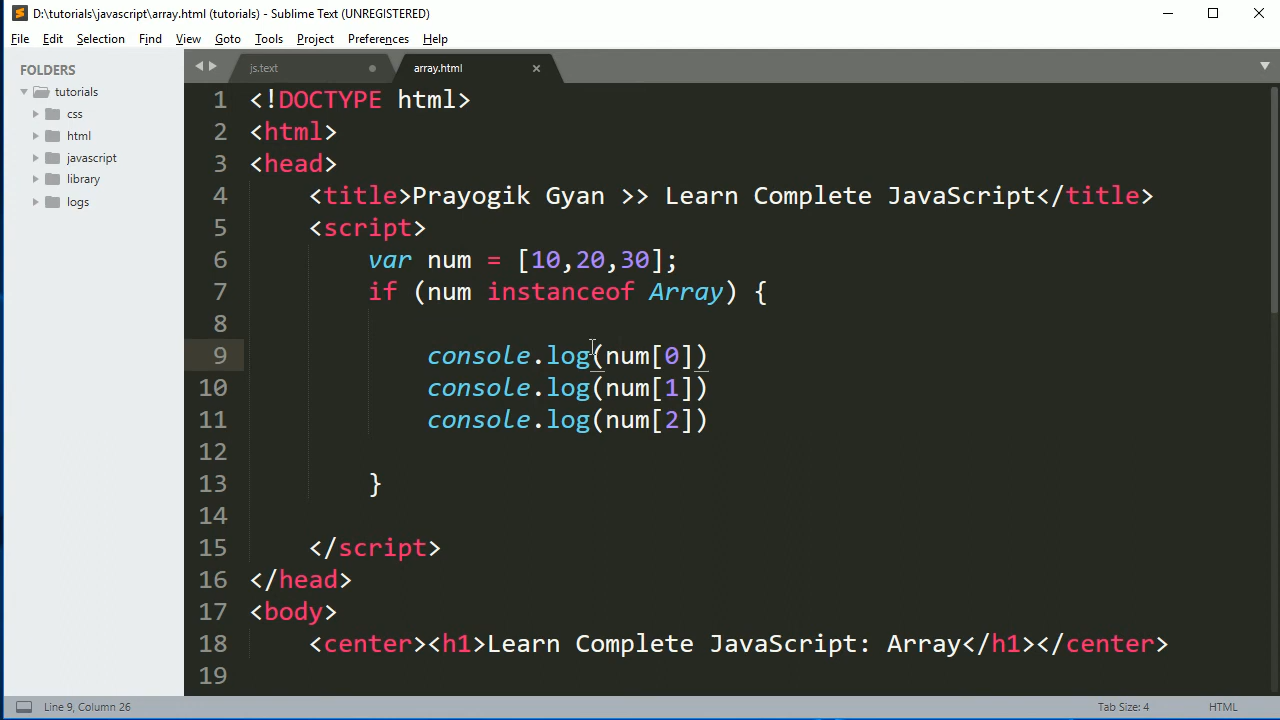 D:\tutorials\javascript\array.html (tutorials) - Sublime Text (UNREGISTERED)
File Edit Selection Find View Goto Tools Project Preferences Help
FOLDERS
tutorials
css
html
javascript
library
logs
js.text array.html
1 <!DOCTYPE html>
2 <html>
3 <head>
4 <title>Prayogik Gyan >> Learn Complete JavaScript</title>
5 <script>
6 var num = [10,20,30];
7 if (num instanceof Array) {
8
9 console.log(num[0])
10 console.log(num[1])
11 console.log(num[2])
12
13 }
14
15 </script>
16 </head>
17 <body>
18 <center><h1>Learn Complete JavaScript: Array</h1></center>
19
Line 9, Column 26 Tab Size: 4 HTML